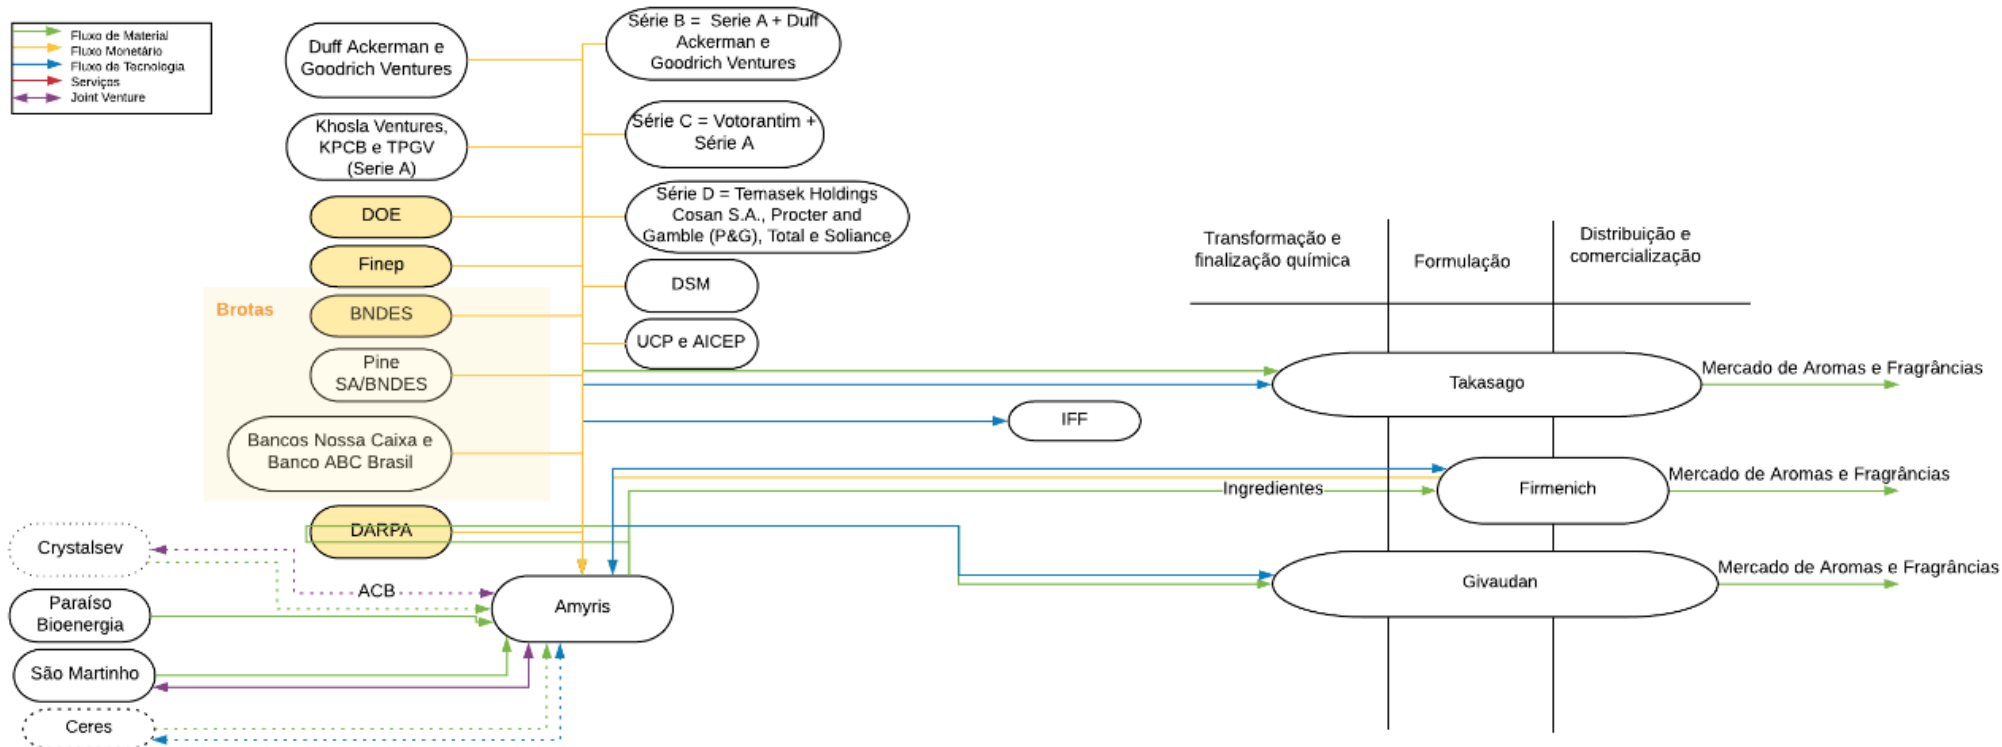 Fluxo de Material
Fluxo Monetário
Fluxo de Tecnologia
Serviços
Joint Venture
Duff Ackerman e
Goodrich Ventures
Khosla Ventures,
KPCB e TPGV
(Serie A)
DOE
Finep
Brotas
BNDES
Pine
SA/BNDES
Bancos Nossa Caixa e
Banco ABC Brasil
DARPA
Série B = Serie A + Duff
Ackerman e
Goodrich Ventures
Série C = Votorantim +
Série A
Série D = Temasek Holdings
Cosan S.A., Procter and
Gamble (P&G), Total e Soliance
DSM
UCP e AICEP
Crystalsev
ACB
Paraíso
Bioenergia
São Martinho
Ceres
Amyris
IFF
Ingredientes
Transformação e
finalização química
Formulação
Distribuição e
comercialização
Takasago
Mercado de Aromas e Fragrâncias
Firmenich
Mercado de Aromas e Fragrâncias
Givaudan
Mercado de Aromas e Fragrâncias